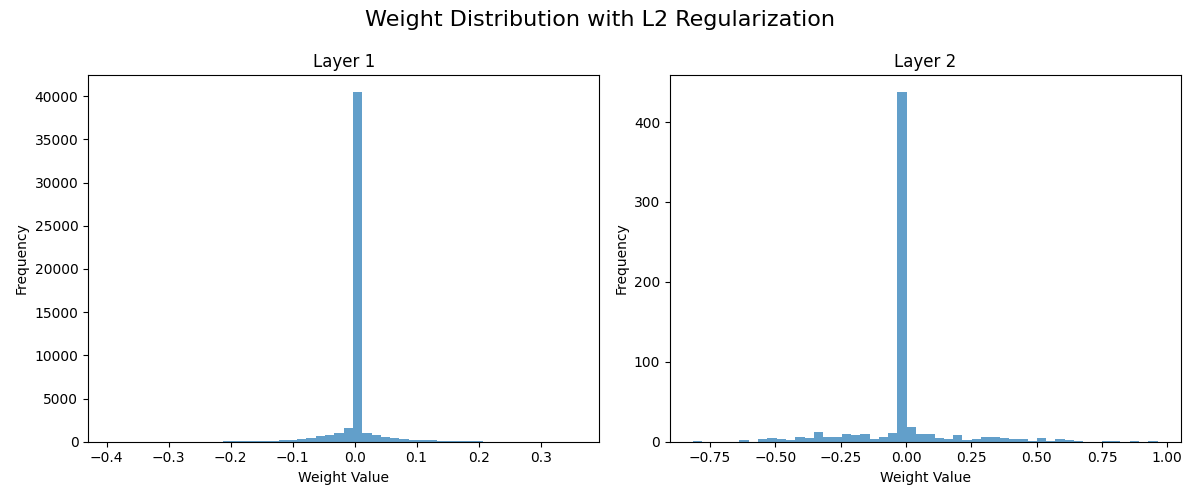 Weight Distribution with L2 Regularization
Layer 1
Frequency
40000
35000
30000
25000
20000
15000
10000
5000
0
−0.4 −0.3 −0.2 −0.1 0.0 0.1 0.2 0.3
Weight Value
Layer 2
Frequency
400
300
200
100
0
−0.75 −0.50 −0.25 0.00 0.25 0.50 0.75 1.00
Weight Value